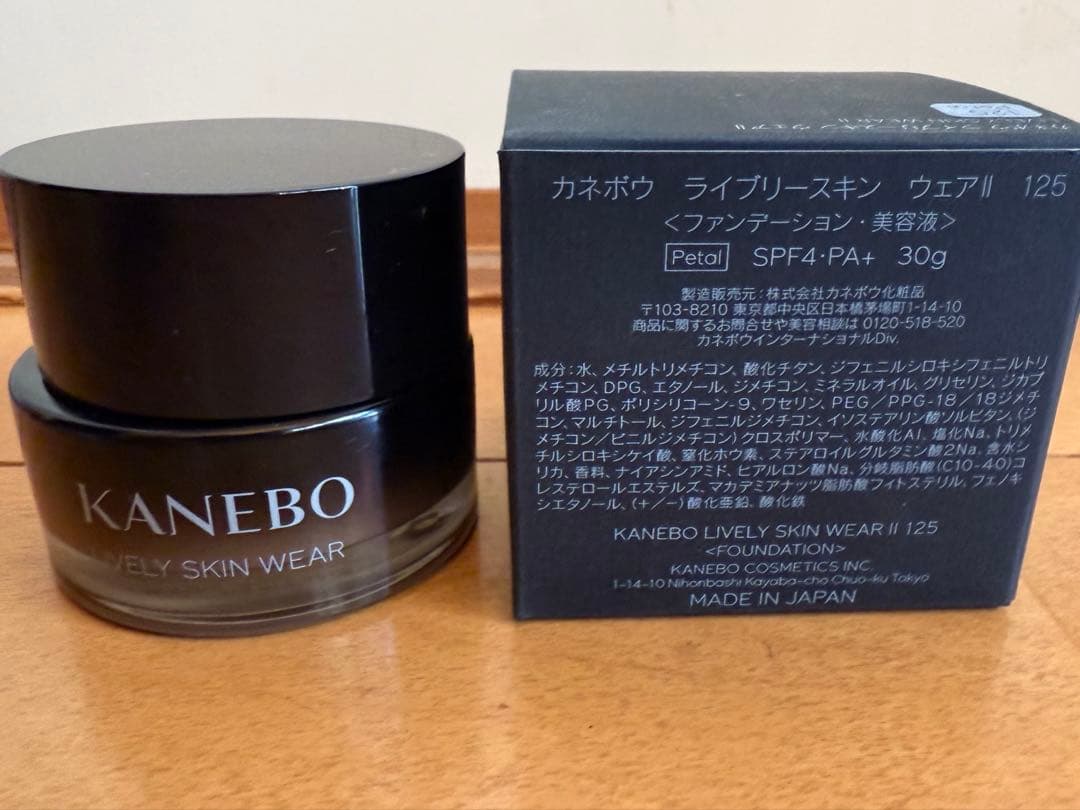 KANEBO
LIVELY SKIN WEAR
125
カネボウ ライブリースキン ウェアⅡ
カネボウ ライブリースキン ウェアⅡ 125
<ファンデーション・美容液>
Petal SPF4・PA+ 30g
製造販売元:株式会社カネボウ化粧品
〒103-8210 東京都中央区日本橋茅場町1-14-10
商品に関するお問合せや美容相談は 0120-518-520
カネボウインターナショナルDiv.
成分:水、メチルトリメチコン、酸化チタン、ジフェニルシロキシフェニルトリ
メチコン、DPG、エタノール、ジメチコン、ミネラルオイル、グリセリン、ジカプ
リル酸PG、ポリシリコーン-9、ワセリン、PEG/PPG-18/18ジメチ
コン、マルチトール、ジフェニルジメチコン、イソステアリン酸ソルビタン、(ジ
メチコン/ビニルジメチコン)クロスポリマー、水酸化Al、塩化Na、トリメ
チルシロキシケイ酸、窒化ホウ素、ステアロイルグルタミン酸2Na、含水シ
リカ、香料、ナイアシンアミド、ヒアルロン酸Na、分岐脂肪酸(C10-40)コ
レステロールエステルズ、マカデミアナッツ脂肪酸フイトステリル、フェノキ
シエタノール、(+/-)酸化亜鉛、酸化鉄
KANEBO LIVELY SKIN WEAR II 125
<FOUNDATION>
KANEBO COSMETICS INC.
1-14-10 Nihonbashi Kayaba-cho Chuo-ku Tokyo
MADE IN JAPAN